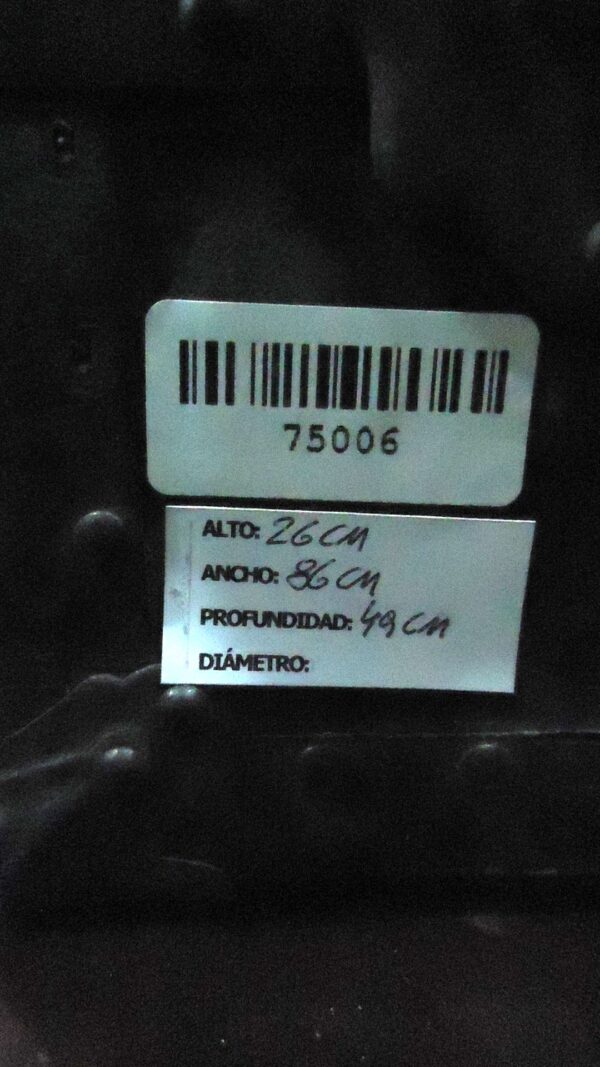 75006
ALTO: 26 CM
ANCHO: 86 CM
PROFUNDIDAD: 49 CM
DIÁMETRO: